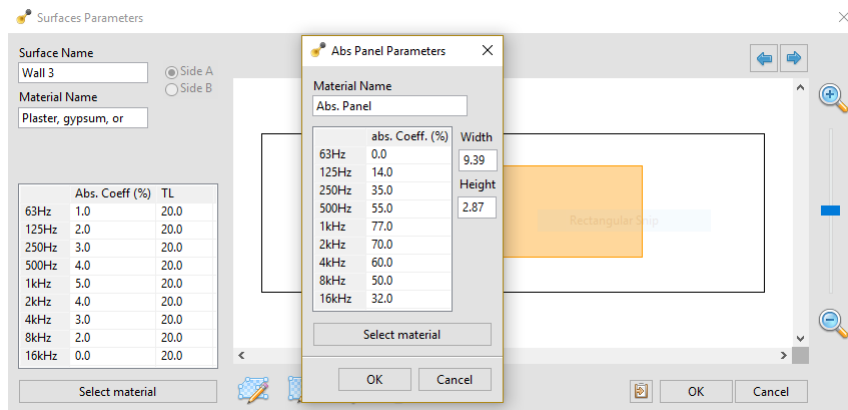 Surfaces Parameters
Surface Name
Wall 3
Side A
Side B
Material Name
Plaster, gypsum, or
Abs. Coeff (%) TL
63Hz 1.0 20.0
125Hz 2.0 20.0
250Hz 3.0 20.0
500Hz 4.0 20.0
1kHz 5.0 20.0
2kHz 4.0 20.0
4kHz 3.0 20.0
8kHz 2.0 20.0
16kHz 0.0 20.0
Select material
Abs Panel Parameters
Material Name
Abs. Panel
abs. Coeff. (%)
63Hz 0.0
125Hz 14.0
250Hz 35.0
500Hz 55.0
1kHz 77.0
2kHz 70.0
4kHz 60.0
8kHz 50.0
16kHz 32.0
Width
9.39
Height
2.87
Select material
OK Cancel
Rectangular Snip
OK Cancel